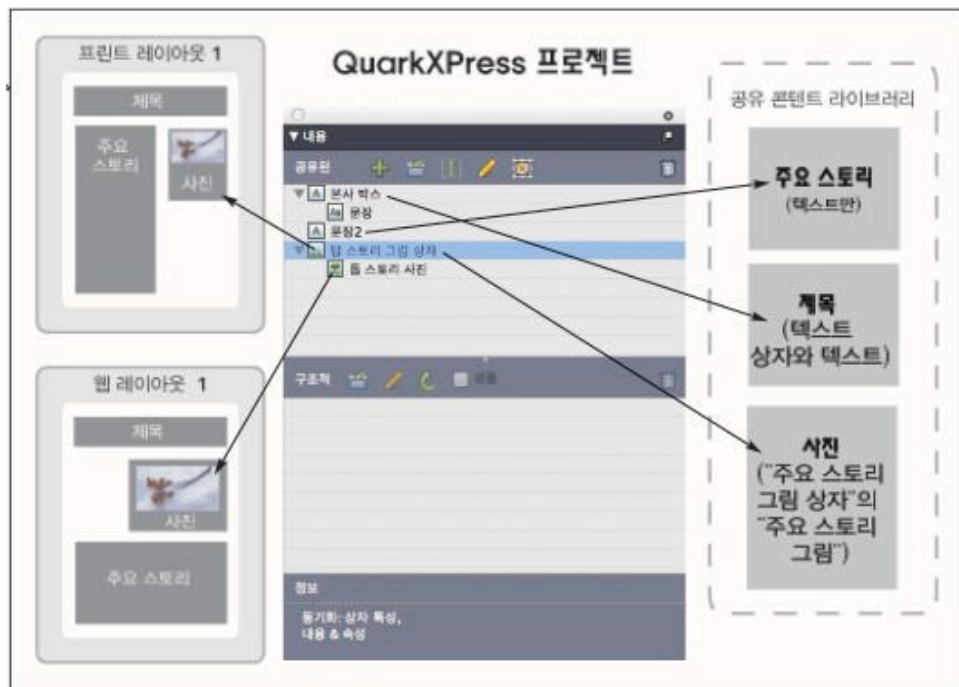 프린트 레이아웃 1
제목
주요
스토리
사진
웹 레이아웃 1
제목
사진
주요 스토리
QuarkXPress 프로젝트
내용
공유된
본사 박스
문장
문장2
탑 스토리 그림 상자
톱 스토리 사진
구조적
정보
동기화: 상자 특성,
내용 & 속성
공유 콘텐트 라이브러리
주요 스토리
(텍스트만)
제목
(텍스트
상자와 텍스트)
사진
("주요 스토리
그림 상자"의
"주요 스토리
그림")